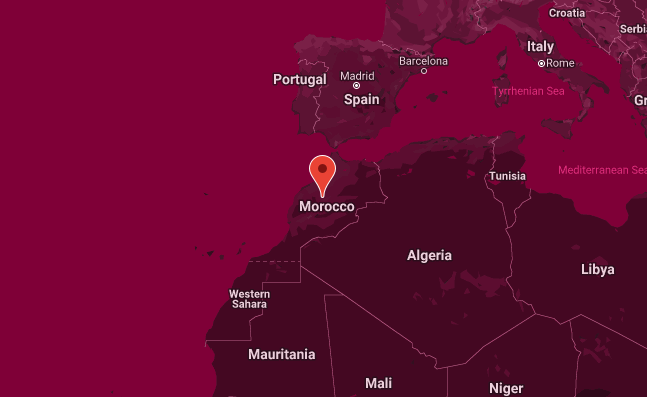 Croatia
Serbi
Italy
Rome
Barcelona
Madrid
Portugal
Spain
Tyrrhenian Sea
Gr
Mediterranean Sea
Tunisia
Morocco
Algeria
Libya
Western
Sahara
Mauritania
Mali
Niger